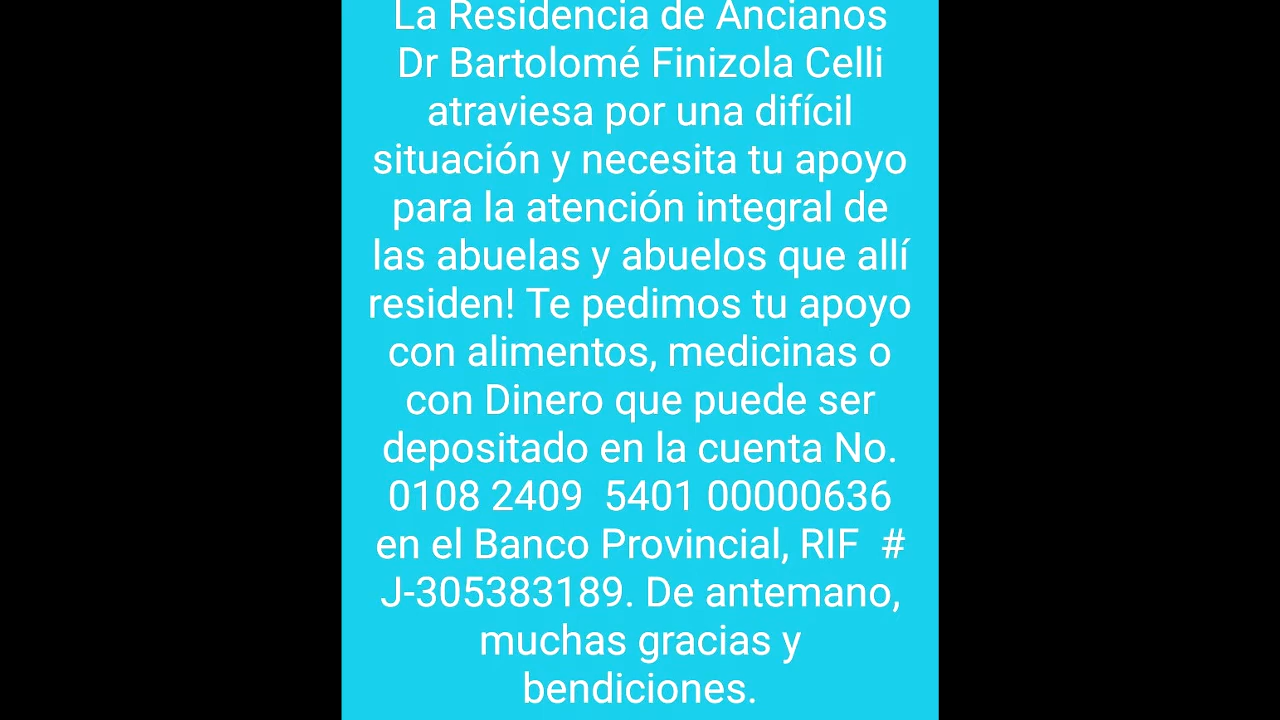 La Residencia de Ancianos
Dr Bartolomé Finizola Celli
atraviesa por una difícil
situación y necesita tu apoyo
para la atención integral de
las abuelas y abuelos que allí
residen! Te pedimos tu apoyo
con alimentos, medicinas o
con Dinero que puede ser
depositado en la cuenta No.
0108 2409  5401 00000636
en el Banco Provincial, RIF  #
J-305383189. De antemano,
muchas gracias y
bendiciones.